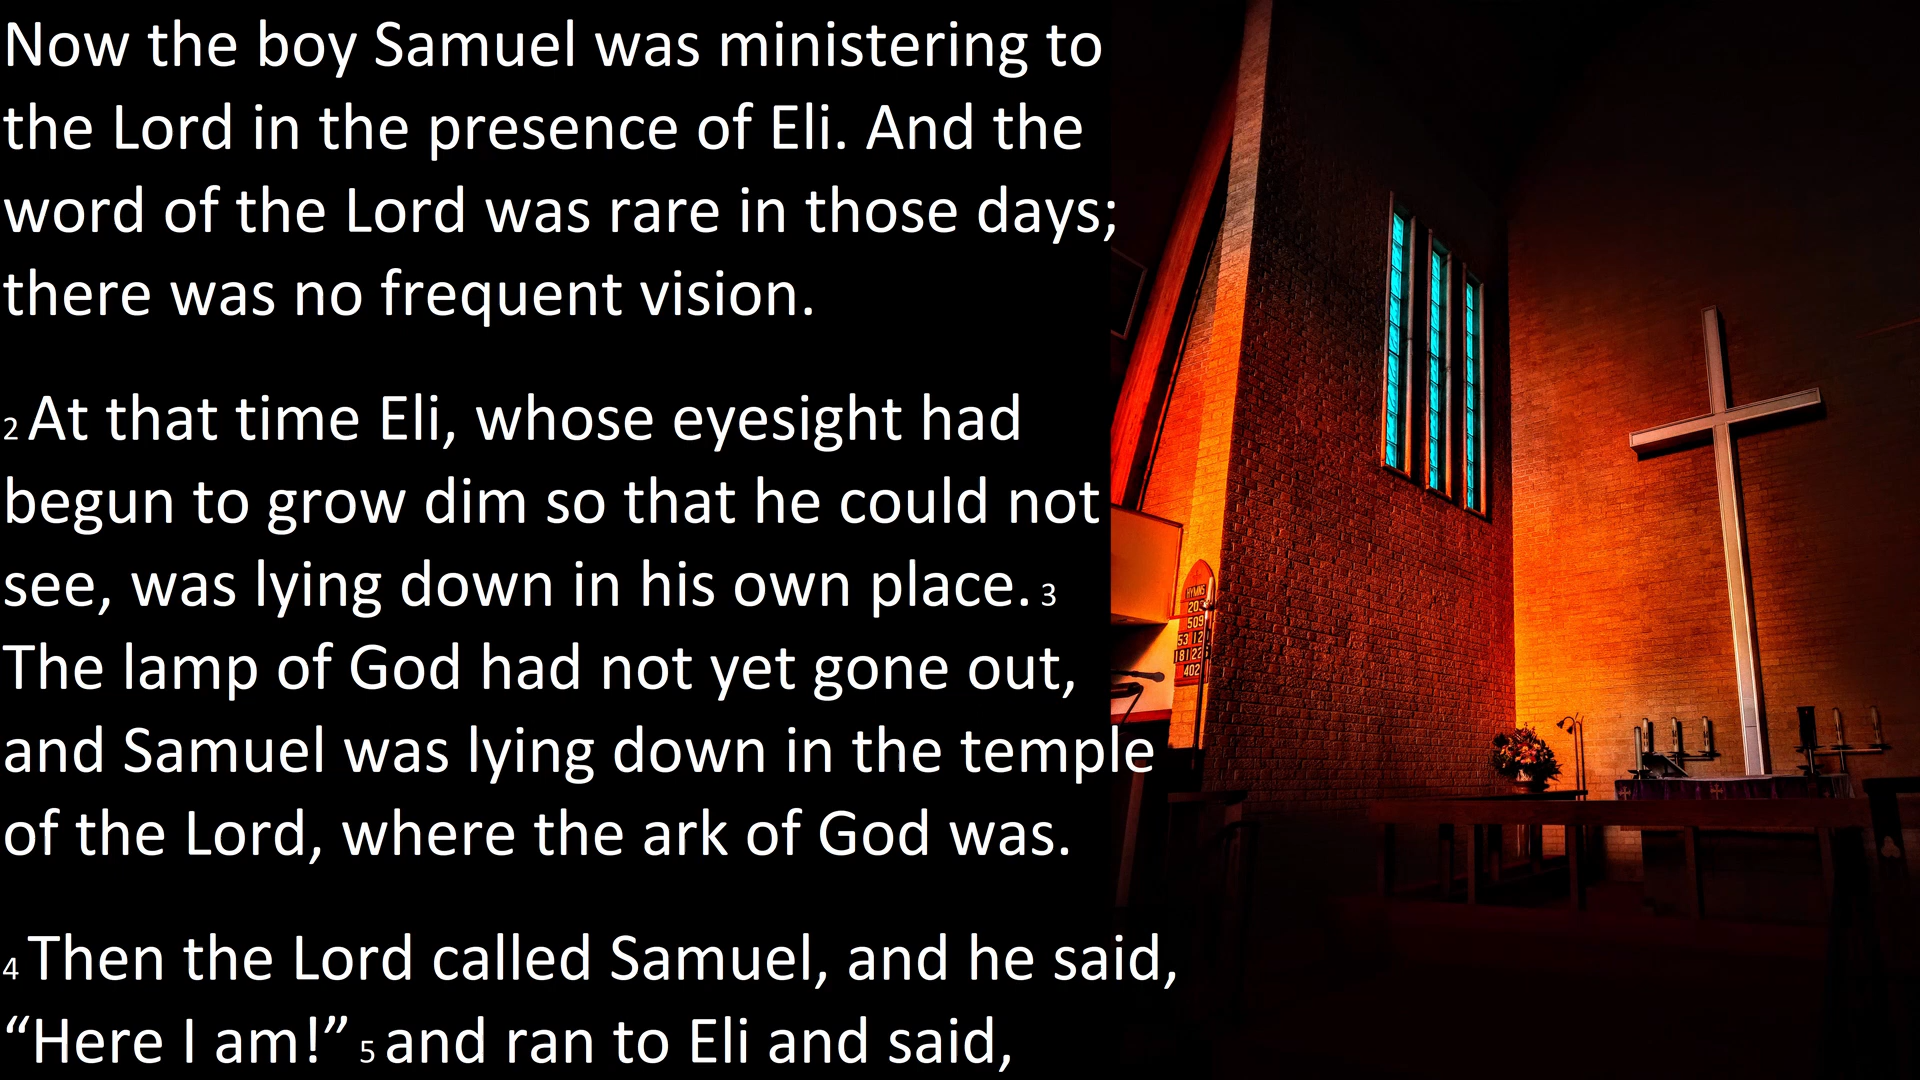 Now the boy Samuel was ministering to
the Lord in the presence of Eli. And the
word of the Lord was rare in those days;
there was no frequent vision.
2 At that time Eli, whose eyesight had
begun to grow dim so that he could not
see, was lying down in his own place. 3
The lamp of God had not yet gone out,
and Samuel was lying down in the temple
of the Lord, where the ark of God was.
4 Then the Lord called Samuel, and he said,
“Here I am!” 5 and ran to Eli and said,
HYMNS
509
402